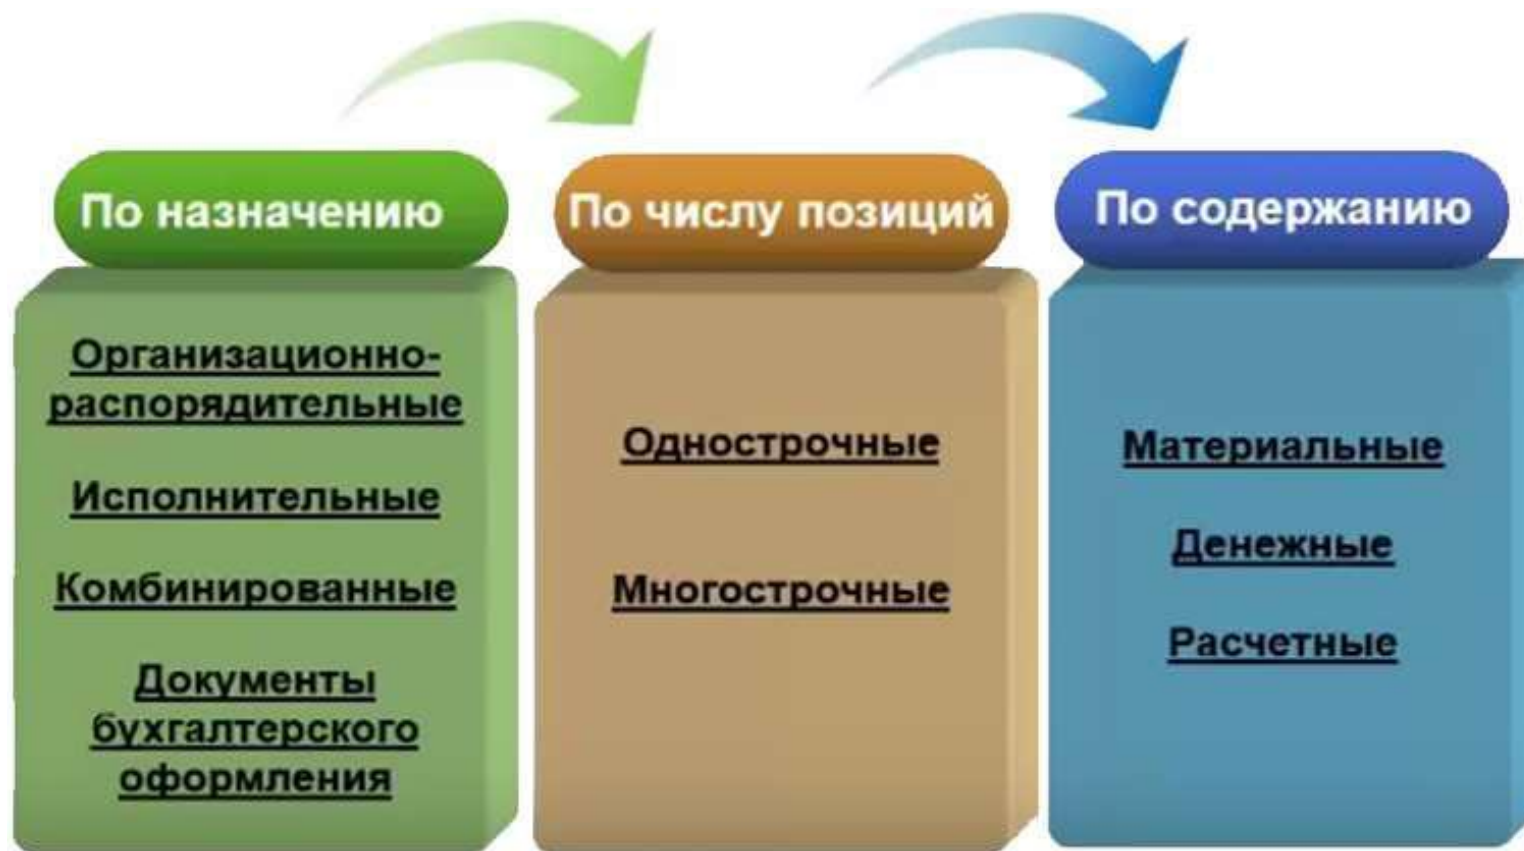 По назначению
Организационно-
распорядительные
Исполнительные
Комбинированные
Документы
бухгалтерского
оформления
По числу позиций
Однострочные
Многострочные
По содержанию
Материальные
Денежные
Расчетные